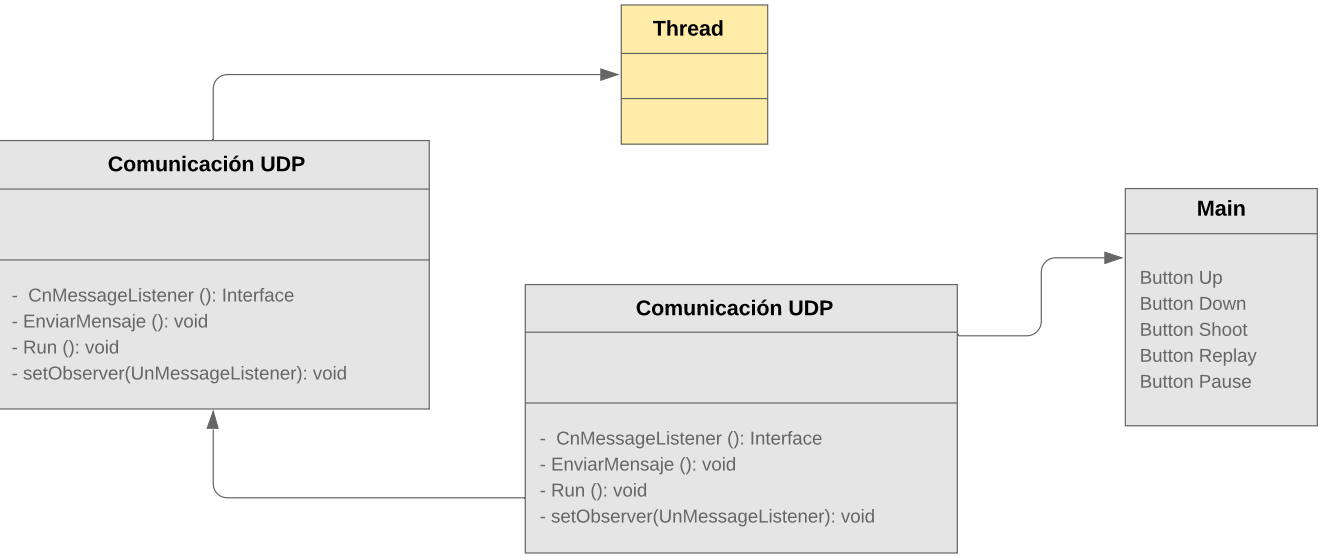 Thread
Comunicación UDP
-  CnMessageListener (): Interface
- EnviarMensaje (): void
- Run (): void
- setObserver(UnMessageListener): void
Comunicación UDP
-  CnMessageListener (): Interface
- EnviarMensaje (): void
- Run (): void
- setObserver(UnMessageListener): void
Main
Button Up
Button Down
Button Shoot
Button Replay
Button Pause